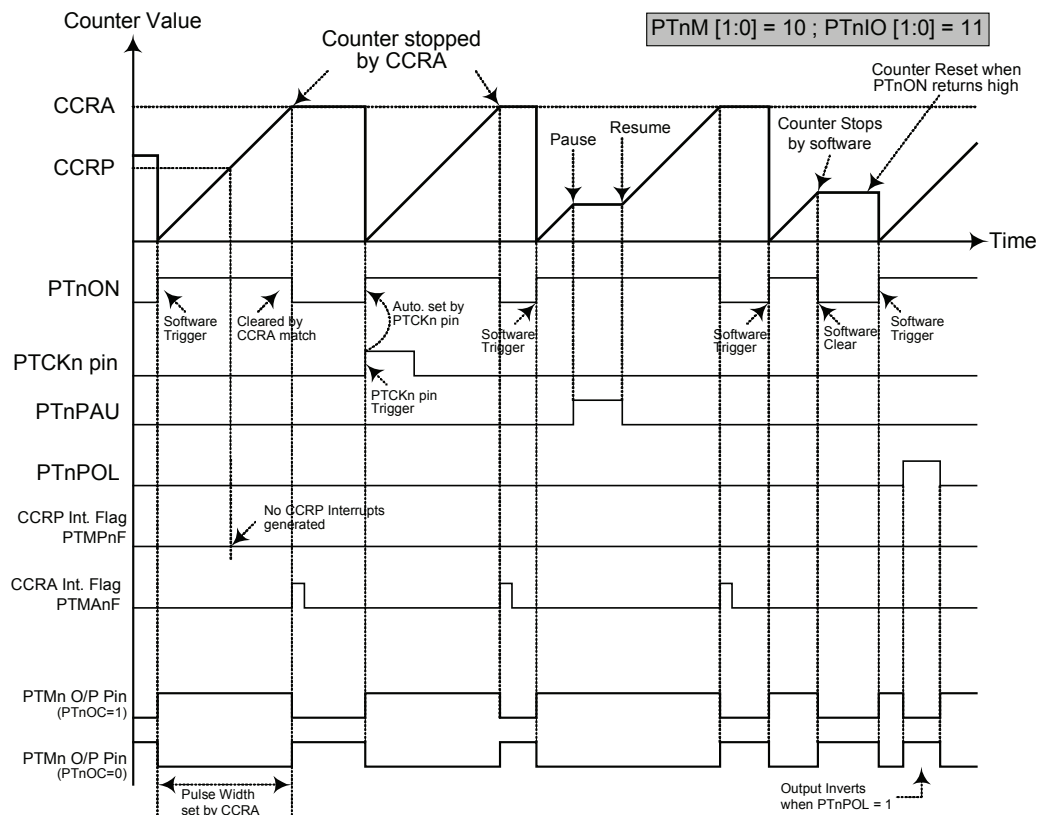 Counter Value
PTnM [1:0] = 10 ; PTnIO [1:0] = 11
Counter stopped
by CCRA
Counter Reset when
PTnON returns high
CCRA
Pause
Resume
Counter Stops
by software
CCRP
Time
PTnON
Software
Trigger
Cleared by
CCRA match
Auto. set by
PTCKn pin
Software
Trigger
Software
Trigger
Software
Clear
Software
Trigger
PTCKn pin
PTCKn pin
Trigger
PTnPAU
PTnPOL
CCRP Int. Flag
PTMPnF
No CCRP Interrupts
generated
CCRA Int. Flag
PTMAnF
PTMn O/P Pin
(PTnOC=1)
PTMn O/P Pin
(PTnOC=0)
Pulse Width
set by CCRA
Output Inverts
when PTnPOL = 1